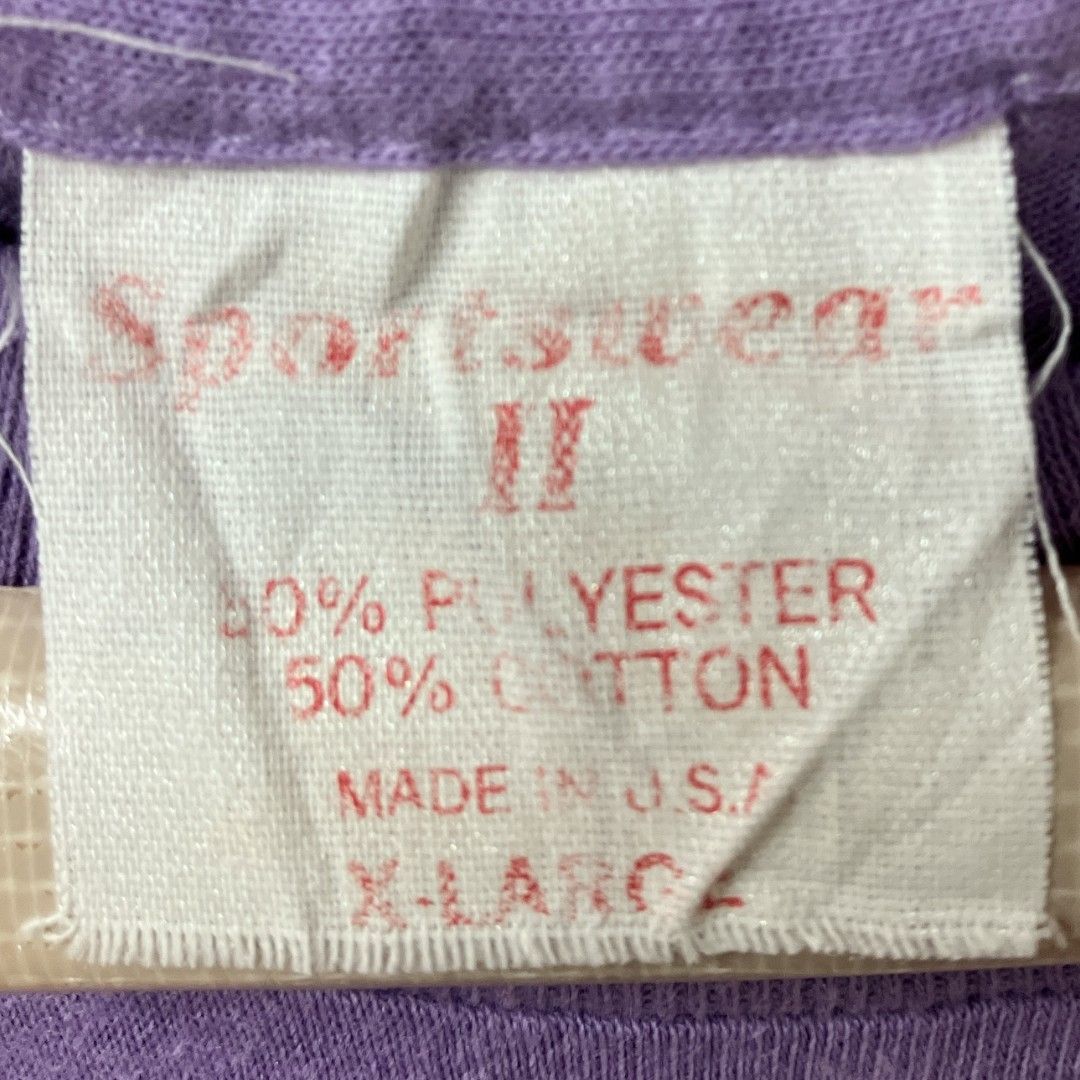 Sportswear
II
50% POLYESTER
50% COTTON
MADE IN U.S.A
X-LARGE